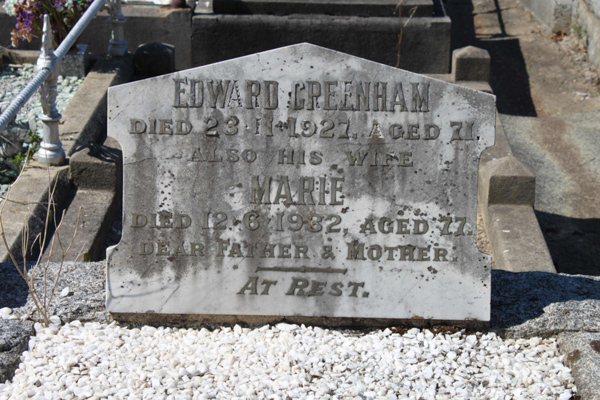 EDWARD GREENHAM
DIED 23-11-1927, AGED 71.
ALSO HIS WIFE
MARIE
DIED 12-6-1932, AGED 77.
DEAR FATHER & MOTHER.
AT REST.